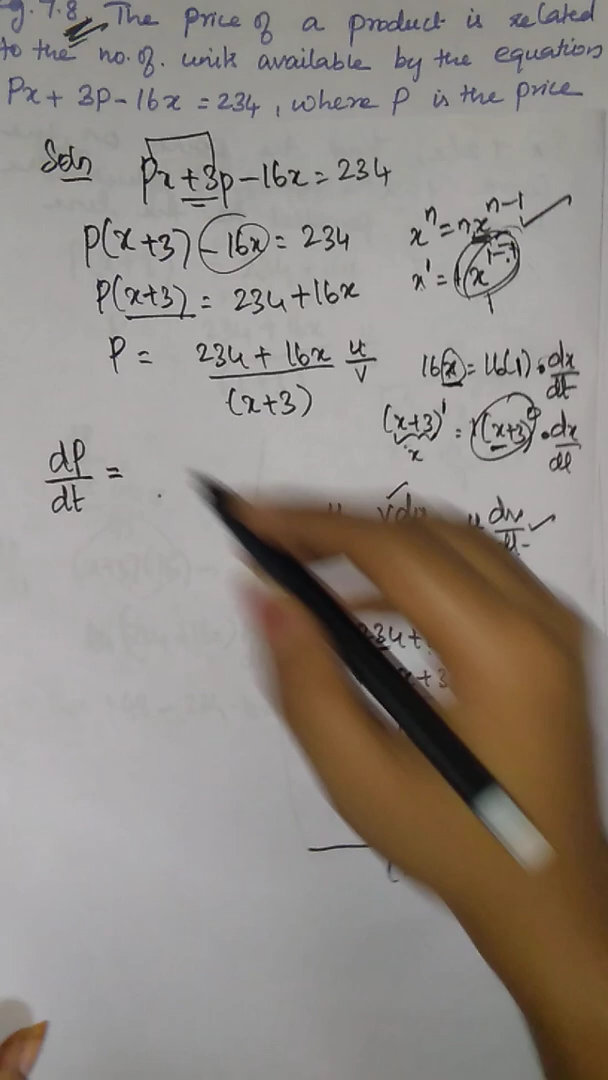 g. 7.8 The price of a product is related
to the no. of. units available by the equation
Px + 3P - 16x = 234, where P is the price
Soln Px + 3p - 16x = 234
P(x+3) - 16x = 234
P(x+3) = 234 + 16x
P = (234 + 16x)/(x+3) u/v
x^n = nx^(n-1)
x^1 = 1x^(1-1)
1
16(x) = 16(1) · dx/dt
(x+3)' = 1(x+3)^0 · dx/dt
x
dP/dt =